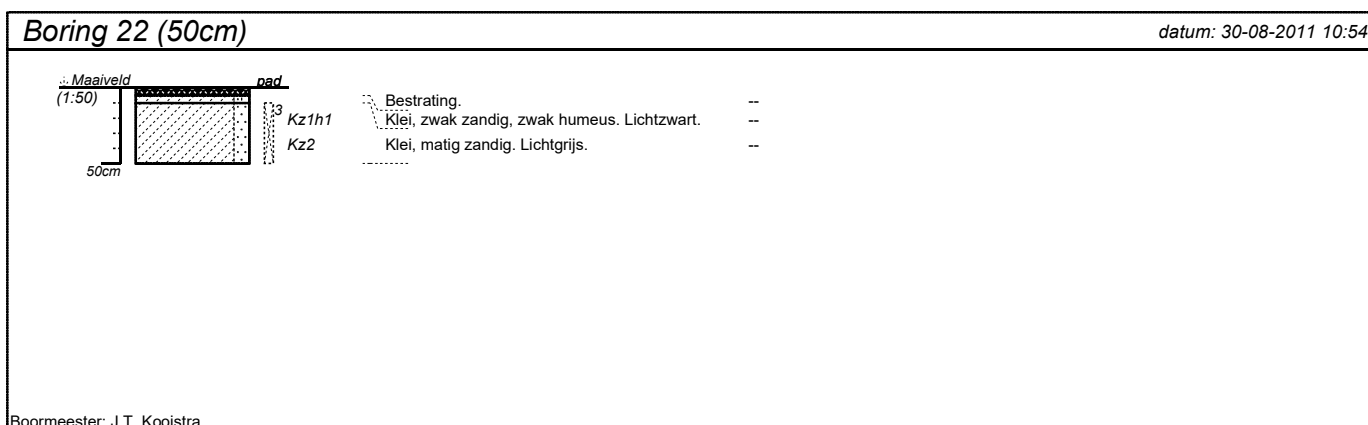 Boring 22 (50cm) datum: 30-08-2011 10:54
Maaiveld pad
(1:50) Bestrating. --
3
Kz1h1 Klei, zwak zandig, zwak humeus. Lichtzwart. --
Kz2 Klei, matig zandig. Lichtgrijs. --
50cm
Boormeester: J.T. Kooistra